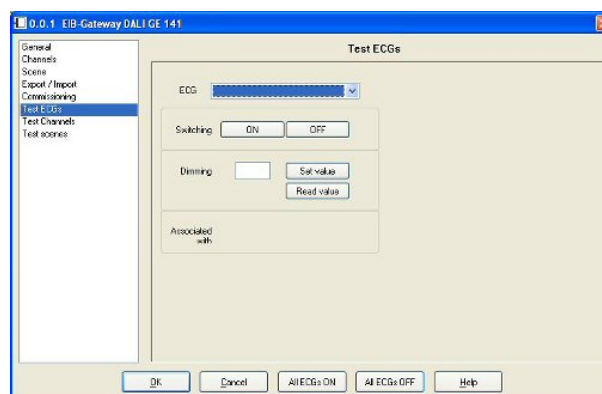 0.0.1 EIB-Gateway DALI GE 141
General
Channels
Scene
Export / Import
Commissioning
Test ECGs
Test Channels
Test scenes
Test ECGs
ECG
Switching ON OFF
Dimming Set value
Read value
Associated
with
OK Cancel All ECGs ON All ECGs OFF Help